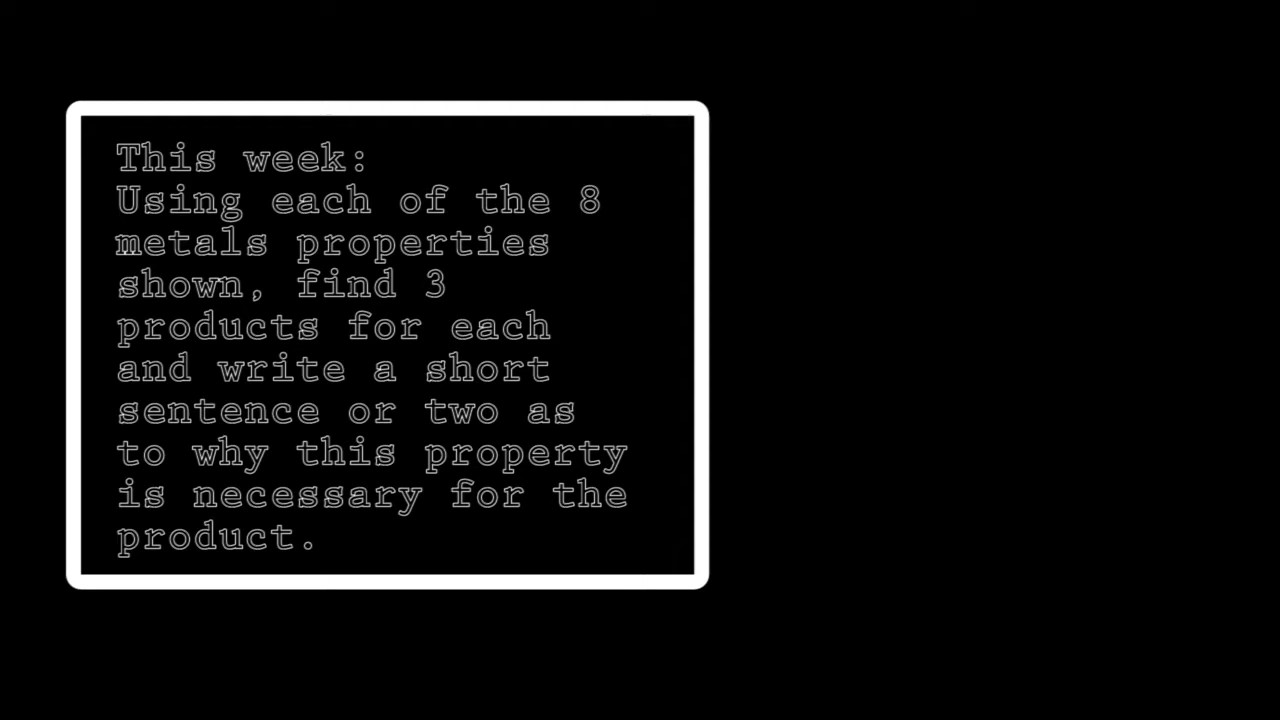 This week:
Using each of the 8
metals properties
shown, find 3
products for each
and write a short
sentence or two as
to why this property
is necessary for the
product.